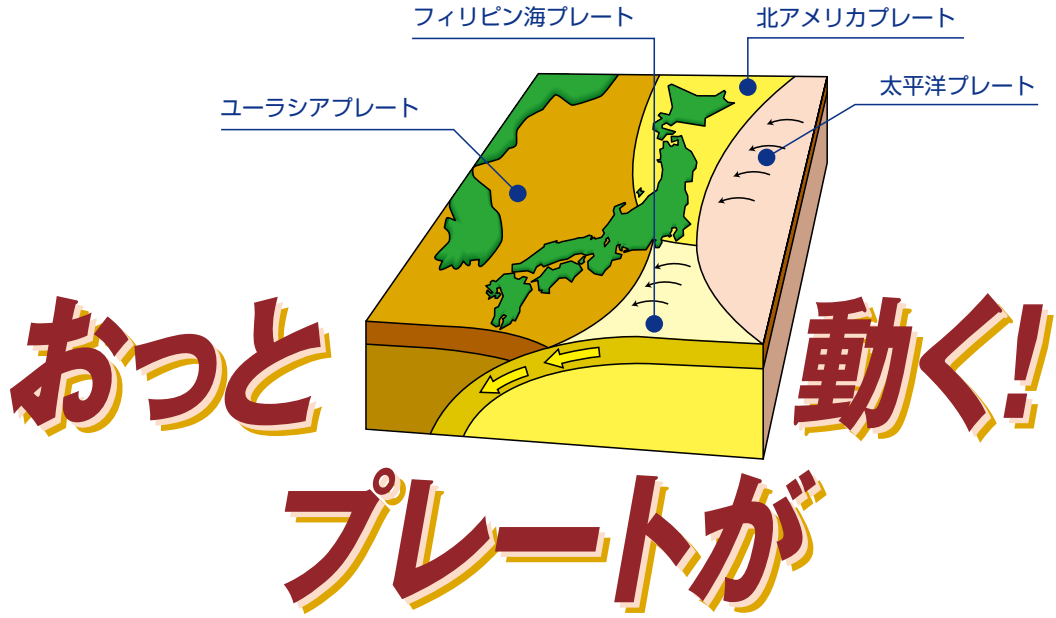 フィリピン海プレート
北アメリカプレート
太平洋プレート
ユーラシアプレート
おっと
プレートが
動く!